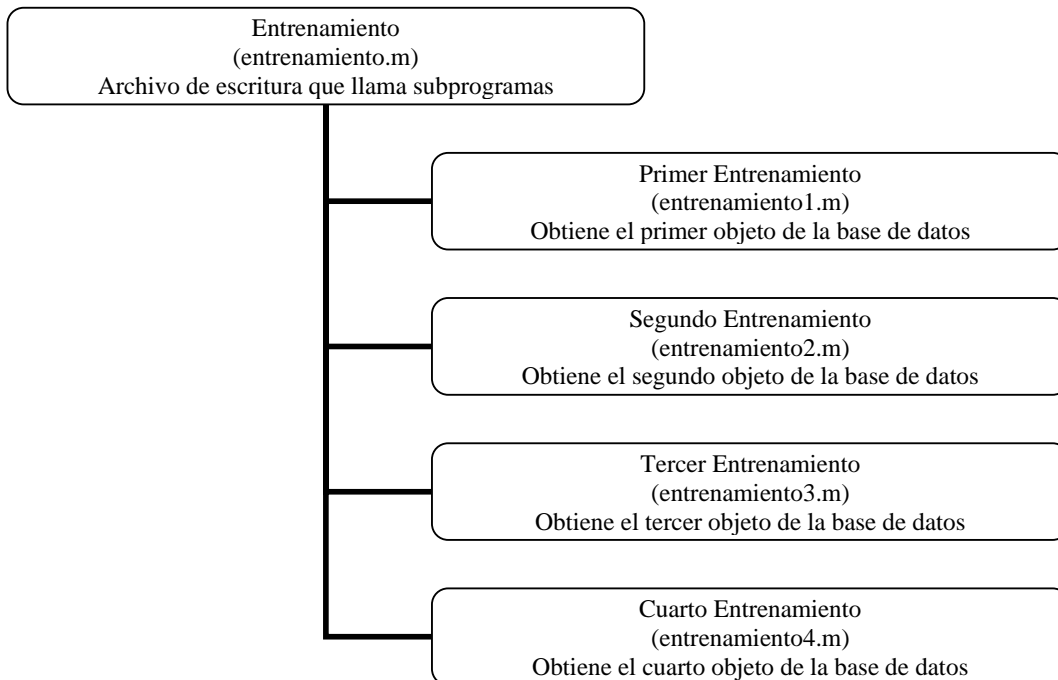 Entrenamiento
(entrenamiento.m)
Archivo de escritura que llama subprogramas
Primer Entrenamiento
(entrenamiento1.m)
Obtiene el primer objeto de la base de datos
Segundo Entrenamiento
(entrenamiento2.m)
Obtiene el segundo objeto de la base de datos
Tercer Entrenamiento
(entrenamiento3.m)
Obtiene el tercer objeto de la base de datos
Cuarto Entrenamiento
(entrenamiento4.m)
Obtiene el cuarto objeto de la base de datos